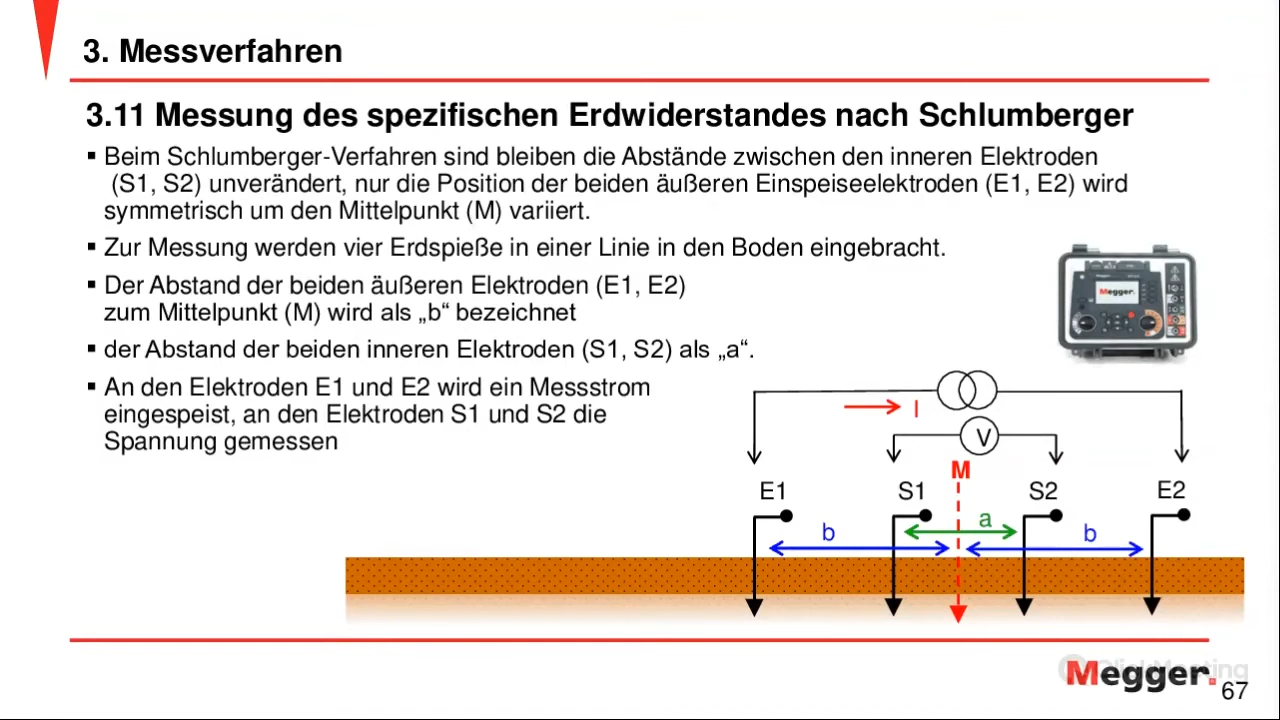 3. Messverfahren
3.11 Messung des spezifischen Erdwiderstandes nach Schlumberger
▪ Beim Schlumberger-Verfahren sind bleiben die Abstände zwischen den inneren Elektroden
(S1, S2) unverändert, nur die Position der beiden äußeren Einspeiseelektroden (E1, E2) wird
symmetrisch um den Mittelpunkt (M) variiert.
▪ Zur Messung werden vier Erdspieße in einer Linie in den Boden eingebracht.
▪ Der Abstand der beiden äußeren Elektroden (E1, E2)
zum Mittelpunkt (M) wird als „b“ bezeichnet
▪ der Abstand der beiden inneren Elektroden (S1, S2) als „a“.
▪ An den Elektroden E1 und E2 wird ein Messstrom
eingespeist, an den Elektroden S1 und S2 die
Spannung gemessen
Megger.
I
V
M
E1 S1 S2 E2
b a b
ClickMeeting
Megger.
67